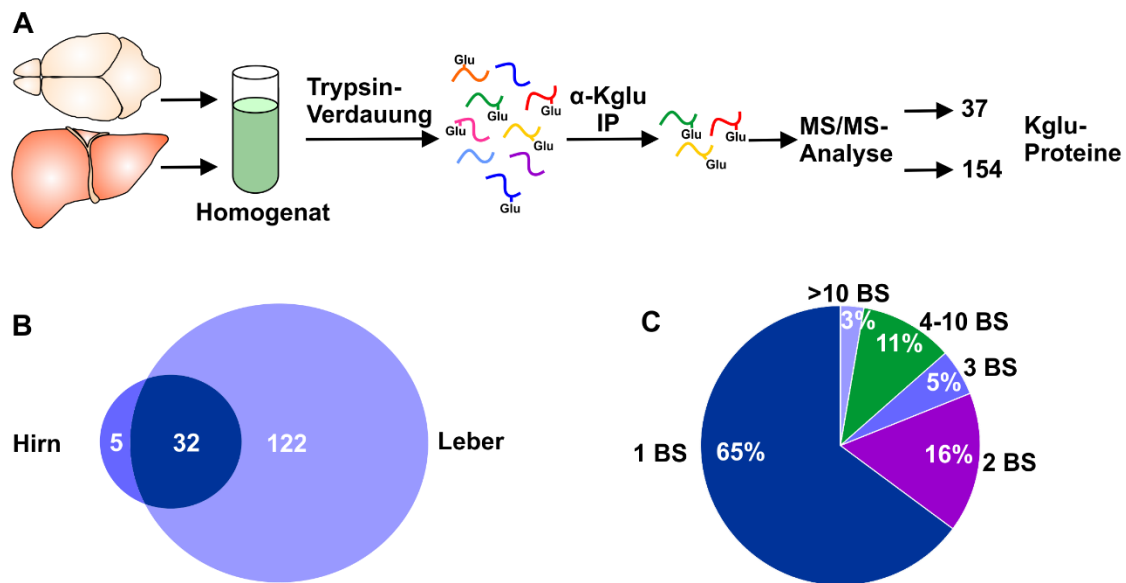 A
Homogenat
Trypsin-
Verdauung
Glu
Glu
Glu
Glu
Glu
Glu
α-Kglu
IP
Glu
Glu
Glu
MS/MS-
Analyse
37
154
Kglu-
Proteine
B
Hirn
5
32
122
Leber
C
>10 BS
3%
4-10 BS
11%
3 BS
5%
2 BS
16%
1 BS
65%